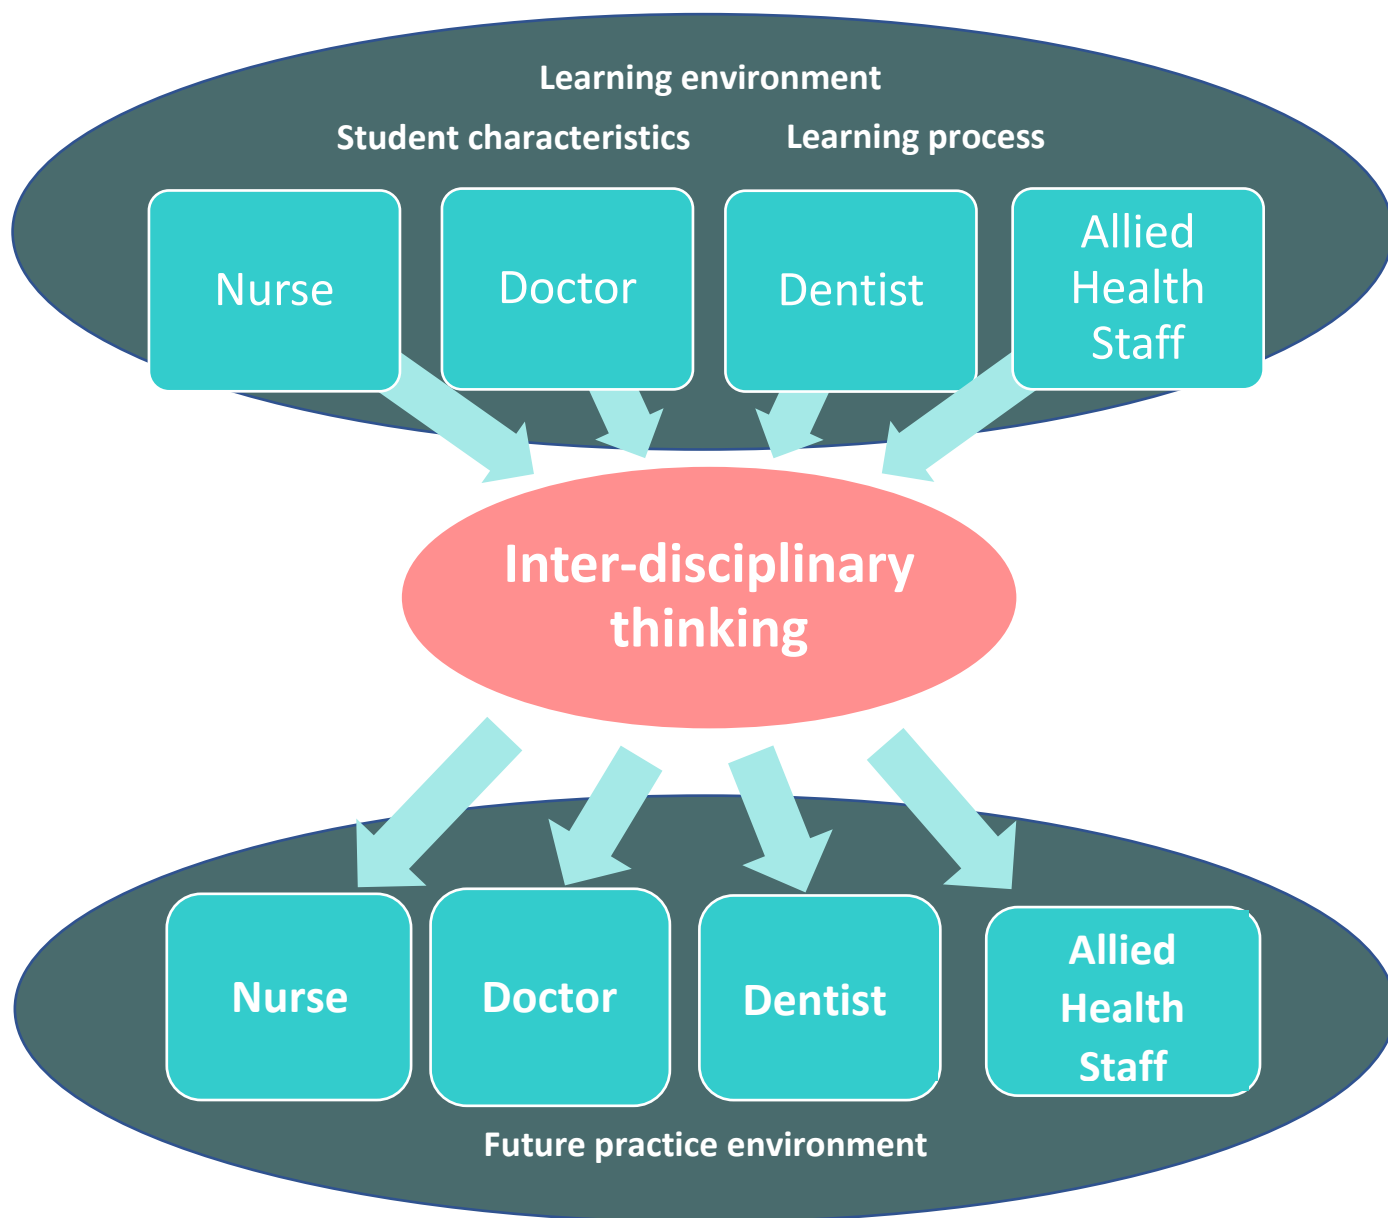 Learning environment
Student characteristics
Learning process
Nurse
Doctor
Dentist
Allied
Health
Staff
Inter-disciplinary
thinking
Nurse
Doctor
Dentist
Allied
Health
Staff
Future practice environment